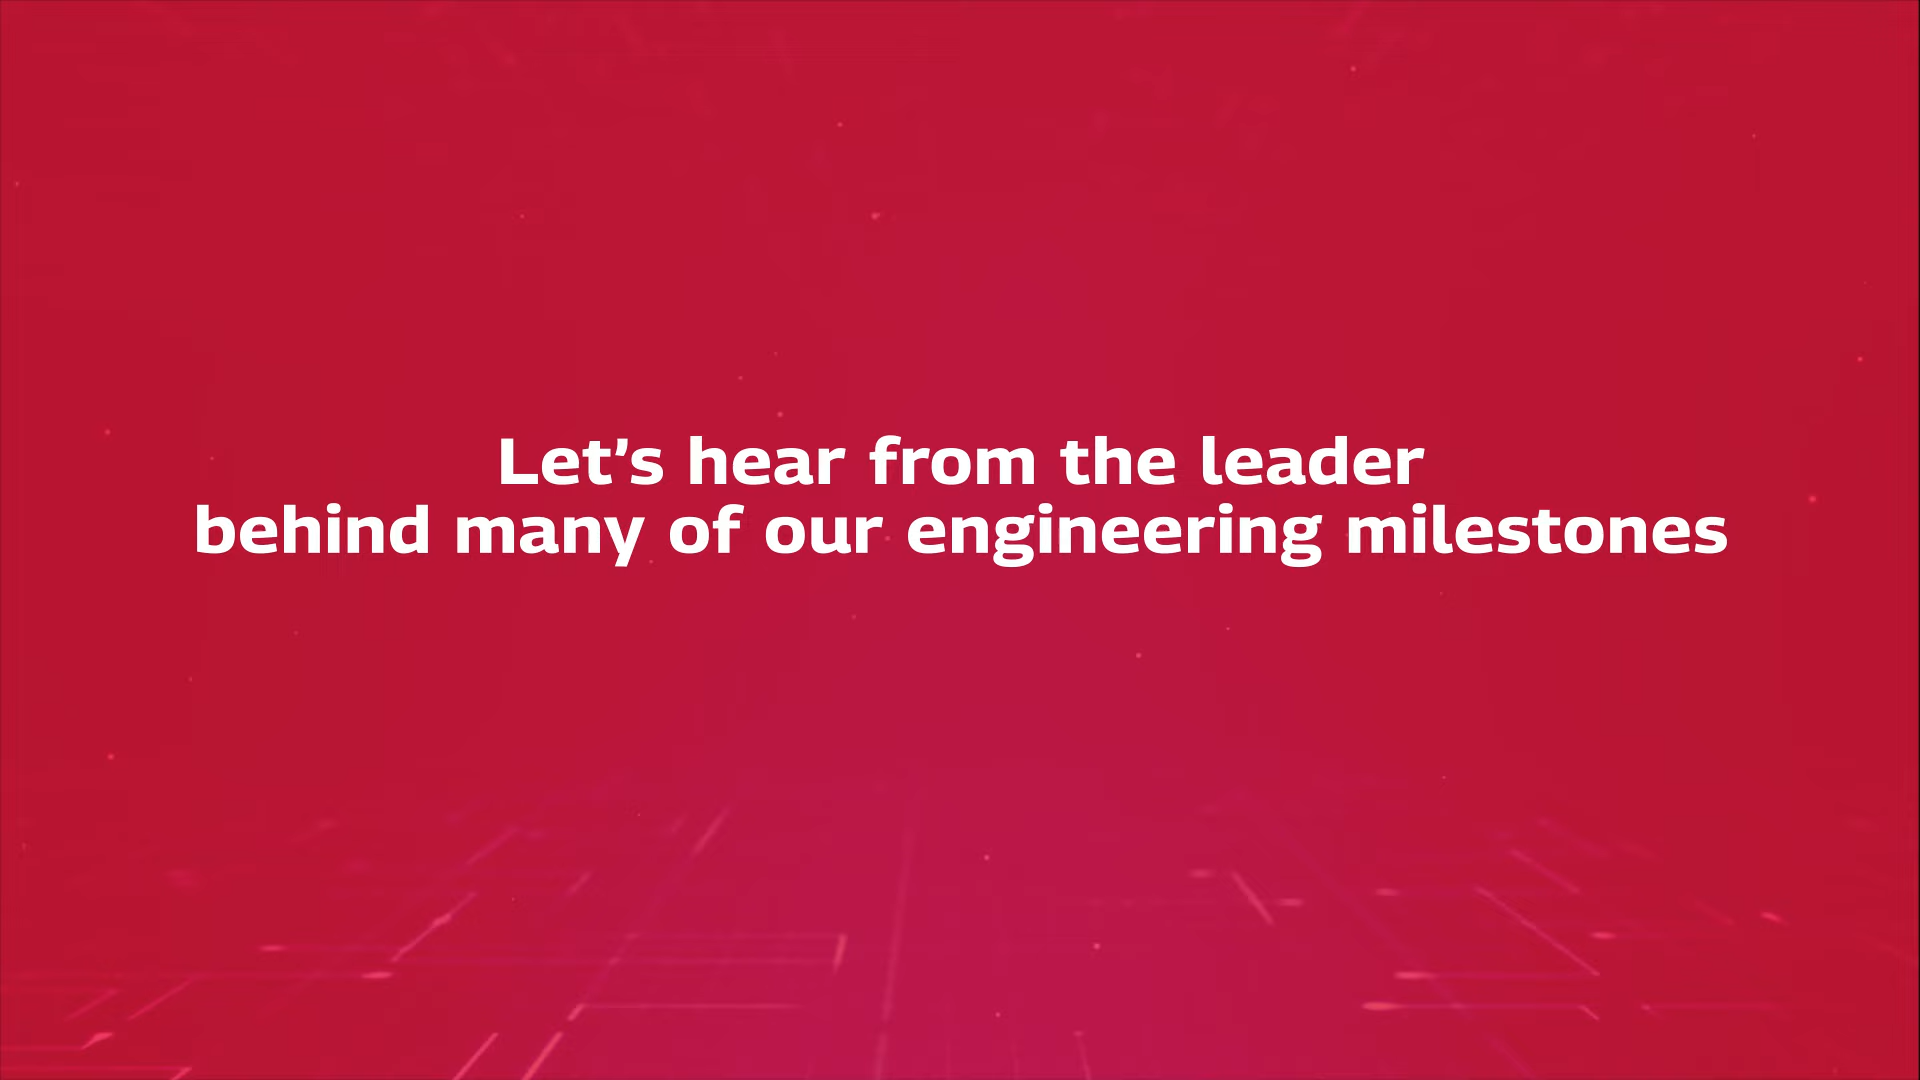 Let’s hear from the leader
behind many of our engineering milestones